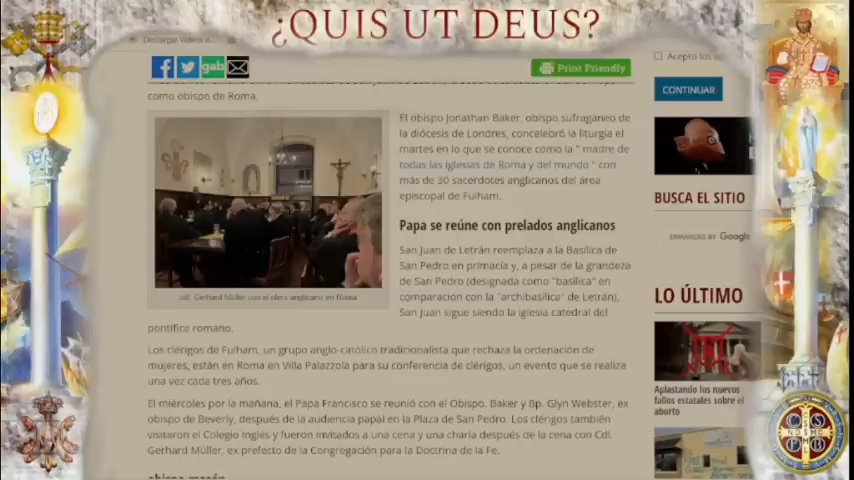 ¿QUIS UT DEUS?
gab
Print Friendly
Acepto los
CONTINUAR
como obispo de Roma.
El obispo Jonathan Baker, obispo sufragáneo de
la diócesis de Londres, concelebró la liturgia el
martes en lo que se conoce como la " madre de
todas las iglesias de Roma y del mundo " con
más de 30 sacerdotes anglicanos del área
episcopal de Fulham.
cdl. Gerhard Müller con el clero anglicano en Roma
Papa se reúne con prelados anglicanos
San Juan de Letrán reemplaza a la Basílica de
San Pedro en primacía y, a pesar de la grandeza
de San Pedro (designada como "basílica" en
comparación con la "archibasílica" de Letrán),
San Juan sigue siendo la iglesia catedral del
pontífice romano.
Los clérigos de Fulham, un grupo anglo-católico tradicionalista que rechaza la ordenación de
mujeres, están en Roma en Villa Palazzola para su conferencia de clérigos, un evento que se realiza
una vez cada tres años.
El miércoles por la mañana, el Papa Francisco se reunió con el Obispo. Baker y Bp. Glyn Webster, ex
obispo de Beverly, después de la audiencia papal en la Plaza de San Pedro. Los clérigos también
visitaron el Colegio Inglés y fueron invitados a una cena y una charla después de la cena con Cdl.
Gerhard Müller, ex prefecto de la Congregación para la Doctrina de la Fe.
BUSCA EL SITIO
ENHANCED BY Google
LO ÚLTIMO
Aplastando los nuevos
fallos estatales sobre el
aborto